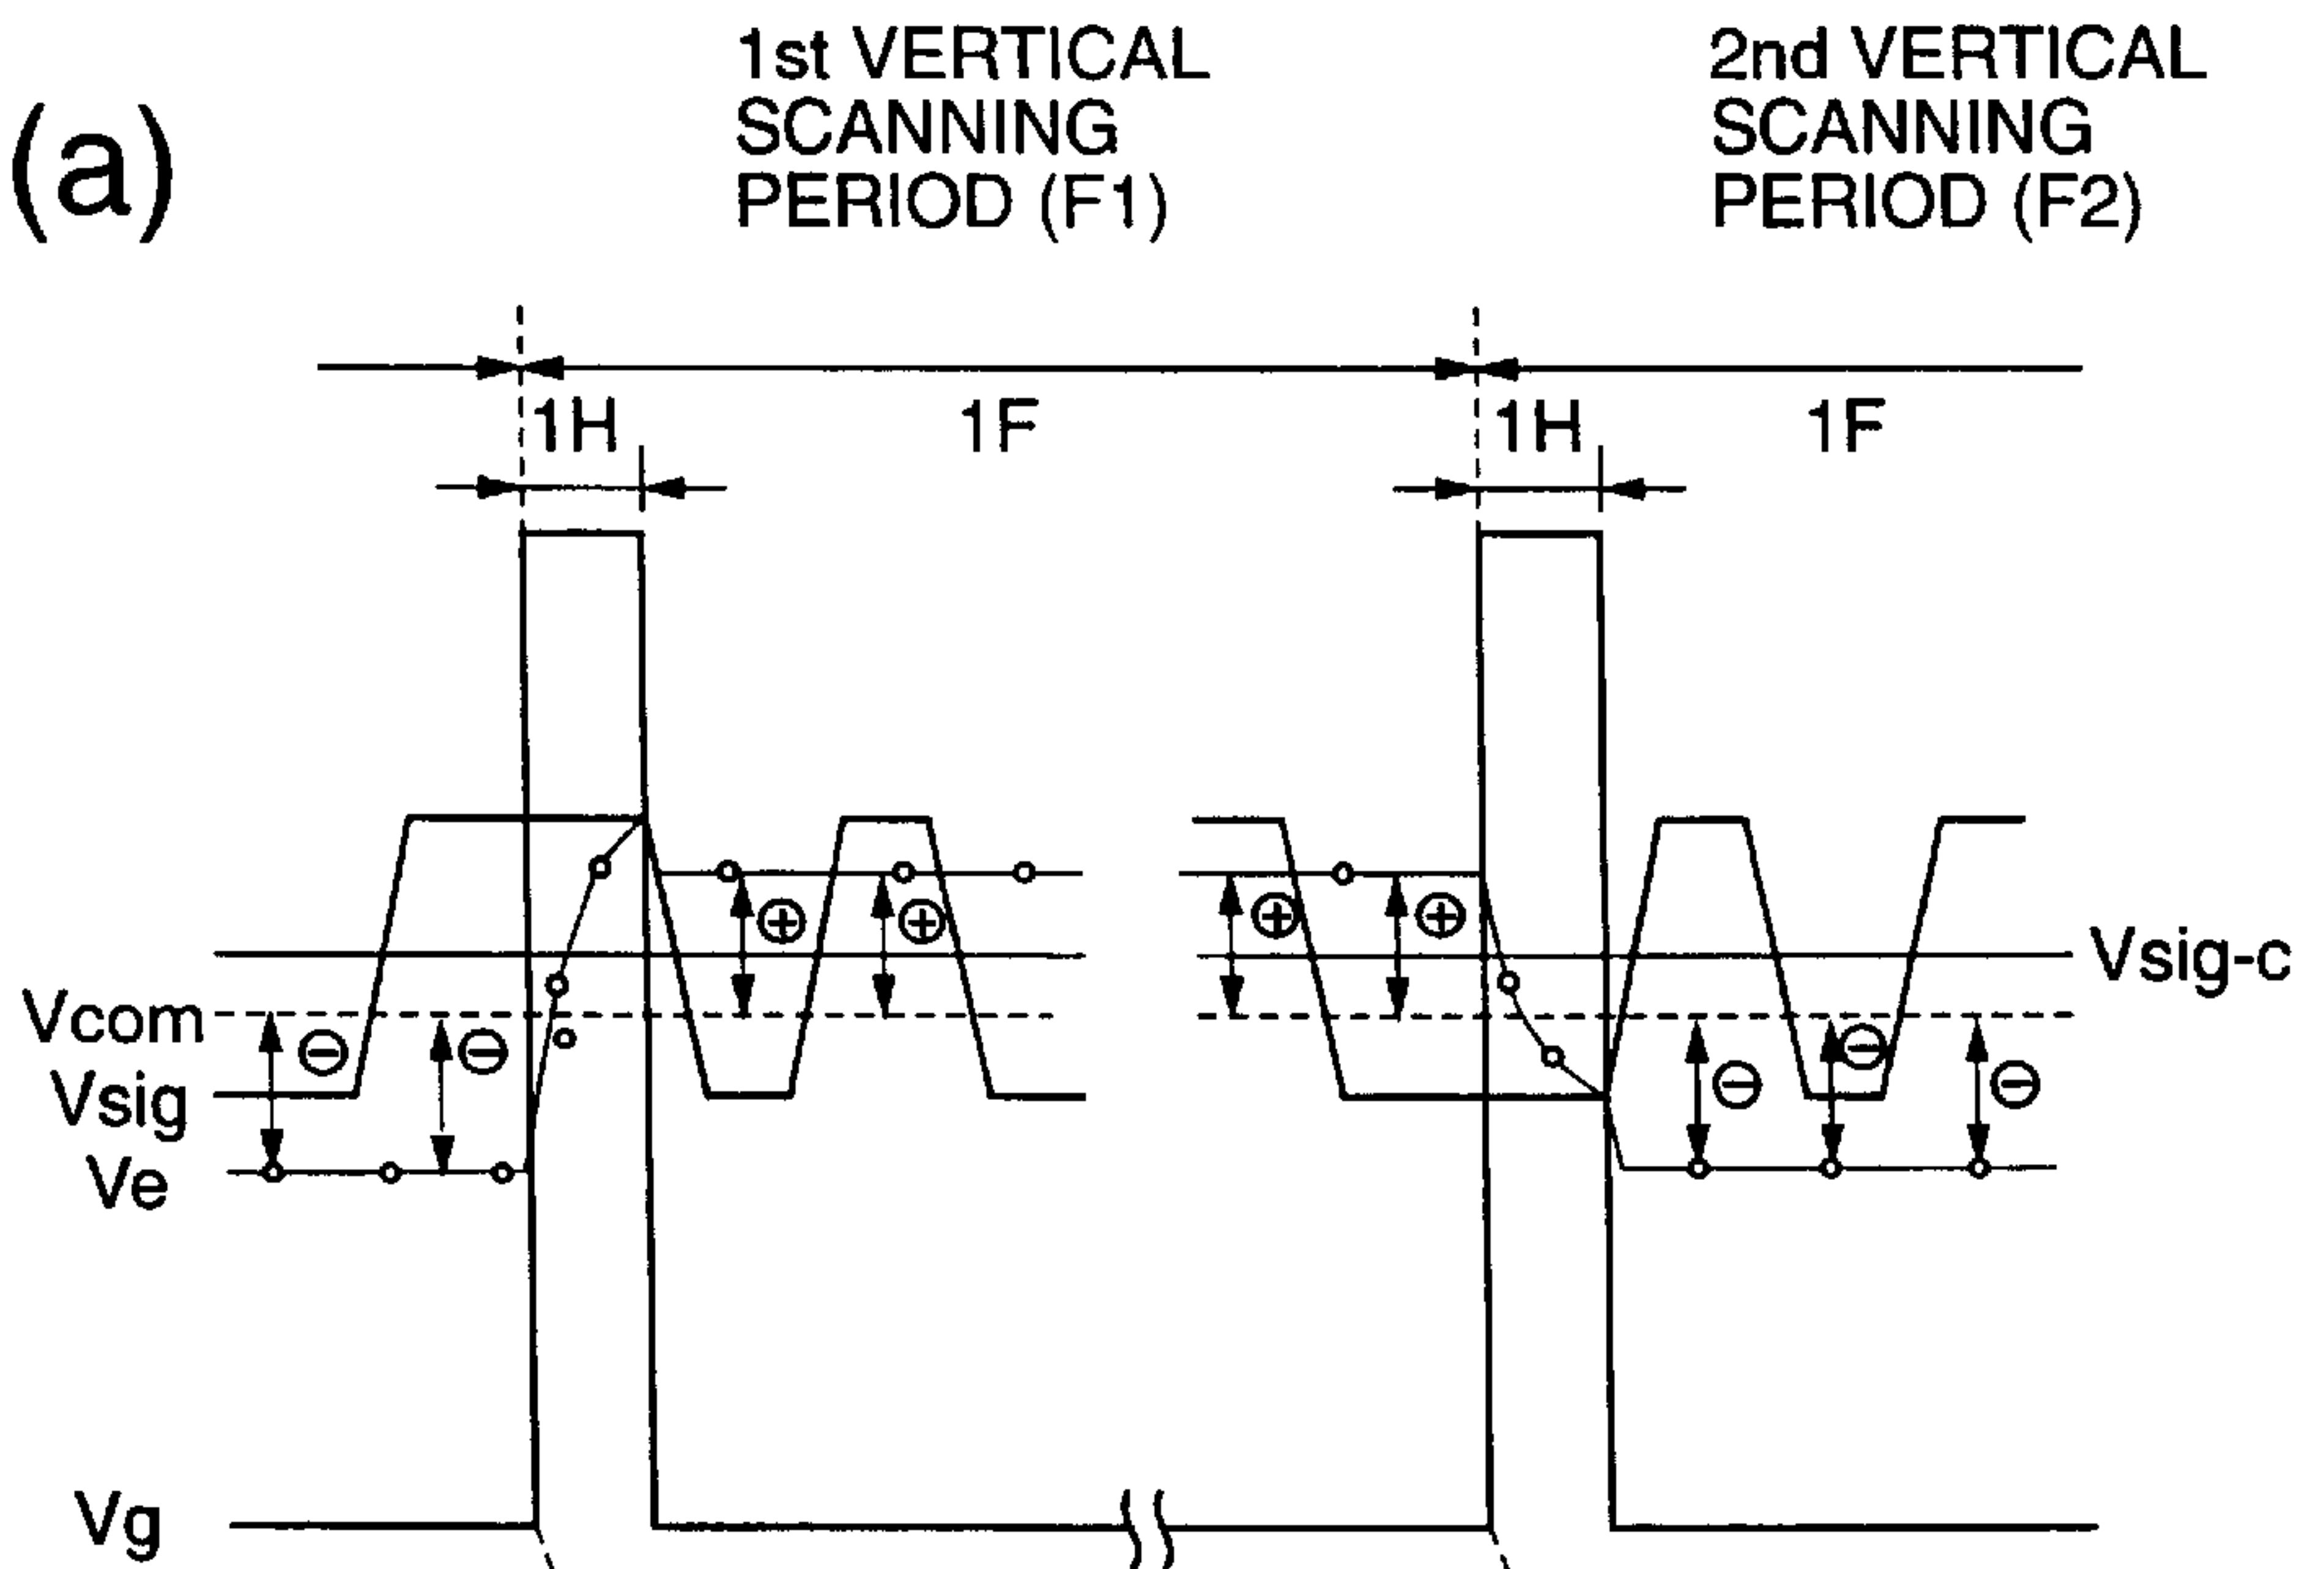 (a)
1st VERTICAL
SCANNING
PERIOD (F1)
2nd VERTICAL
SCANNING
PERIOD (F2)
1H
1F
1H
1F
⊕
⊕
⊕
⊕
Vsig-c
Vcom
⊖
⊖
⊖
⊖
⊖
Vsig
Ve
Vg